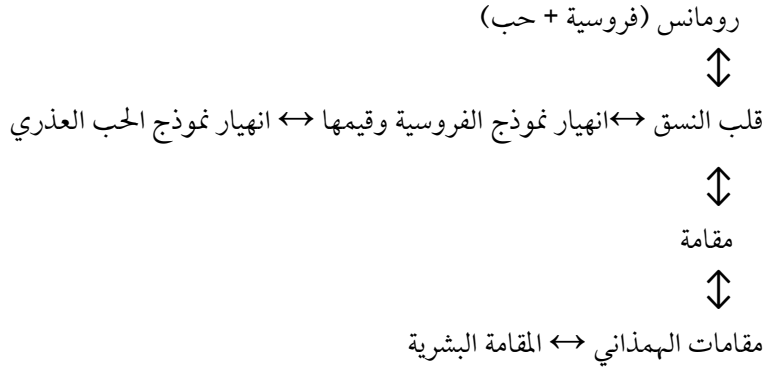 رومانس (فروسية + حب)
↕
قلب النسق ↔انهيار نموذج الفروسية وقيمها ↔ انهيار نموذج الحب العذري
↕
مقامة
↕
مقامات الهمذاني ↔ المقامة البشرية